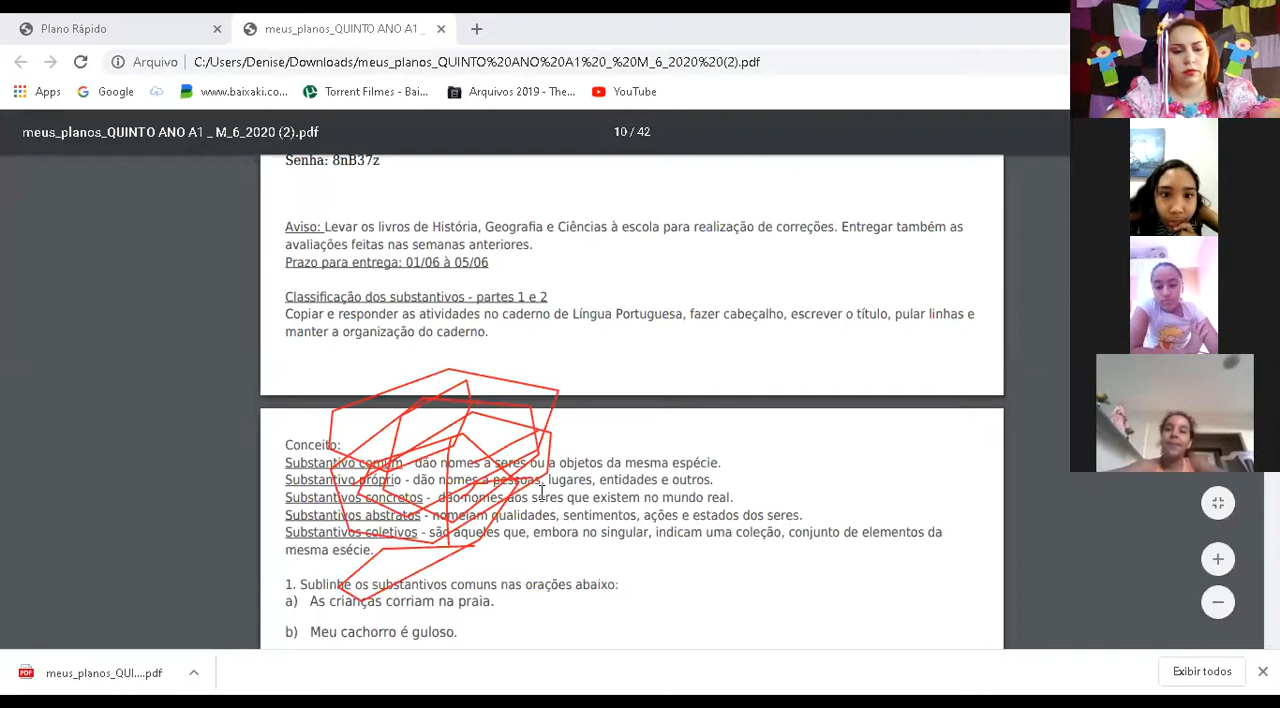 Plano Rápido
meus_planos_QUINTO ANO A1 _
Arquivo
C:/Users/Denise/Downloads/meus_planos_QUINTO%20ANO%20A1%20_%20M_6_2020%20(2).pdf
Apps
Google
www.baixaki.co...
Torrent Filmes - Bai...
Arquivos 2019 - The...
YouTube
meus_planos_QUINTO ANO A1 _ M_6_2020 (2).pdf
10 / 42
Senha: 8nB37z
Aviso: Levar os livros de História, Geografia e Ciências à escola para realização de correções. Entregar também as
avaliações feitas nas semanas anteriores.
Prazo para entrega: 01/06 à 05/06
Classificação dos substantivos - partes 1 e 2
Copiar e responder as atividades no caderno de Língua Portuguesa, fazer cabeçalho, escrever o título, pular linhas e
manter a organização do caderno.
Conceito:
Substantivo comum - dão nomes a seres ou a objetos da mesma espécie.
Substantivo próprio - dão nomes a pessoas, lugares, entidades e outros.
Substantivos concretos - dão nomes aos seres que existem no mundo real.
Substantivos abstratos - nomeiam qualidades, sentimentos, ações e estados dos seres.
Substantivos coletivos - são aqueles que, embora no singular, indicam uma coleção, conjunto de elementos da
mesma esécie.
1. Sublinhe os substantivos comuns nas orações abaixo:
a) As crianças corriam na praia.
b) Meu cachorro é guloso.
meus_planos_QUI....pdf
Exibir todos